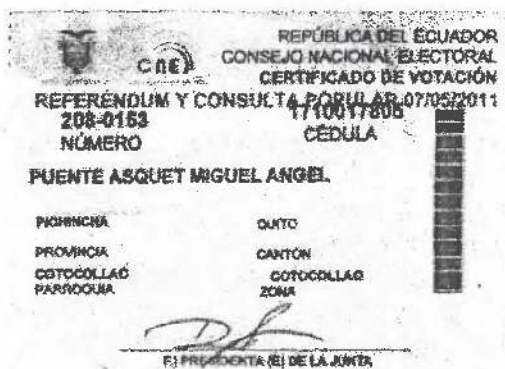 REPÚBLICA DEL ECUADOR
CNE CONSEJO NACIONAL ELECTORAL
CERTIFICADO DE VOTACIÓN
REFERÉNDUM Y CONSULTA POPULAR 07/05/2011
208-0153
NÚMERO CÉDULA
PUENTE ASQUET MIGUEL ANGEL
PICHINCHA QUITO
PROVINCIA CANTÓN
COTOCOLLAO COTOCOLLAO
PARROQUIA ZONA
F.) PRESIDENTA (E) DE LA JUNTA